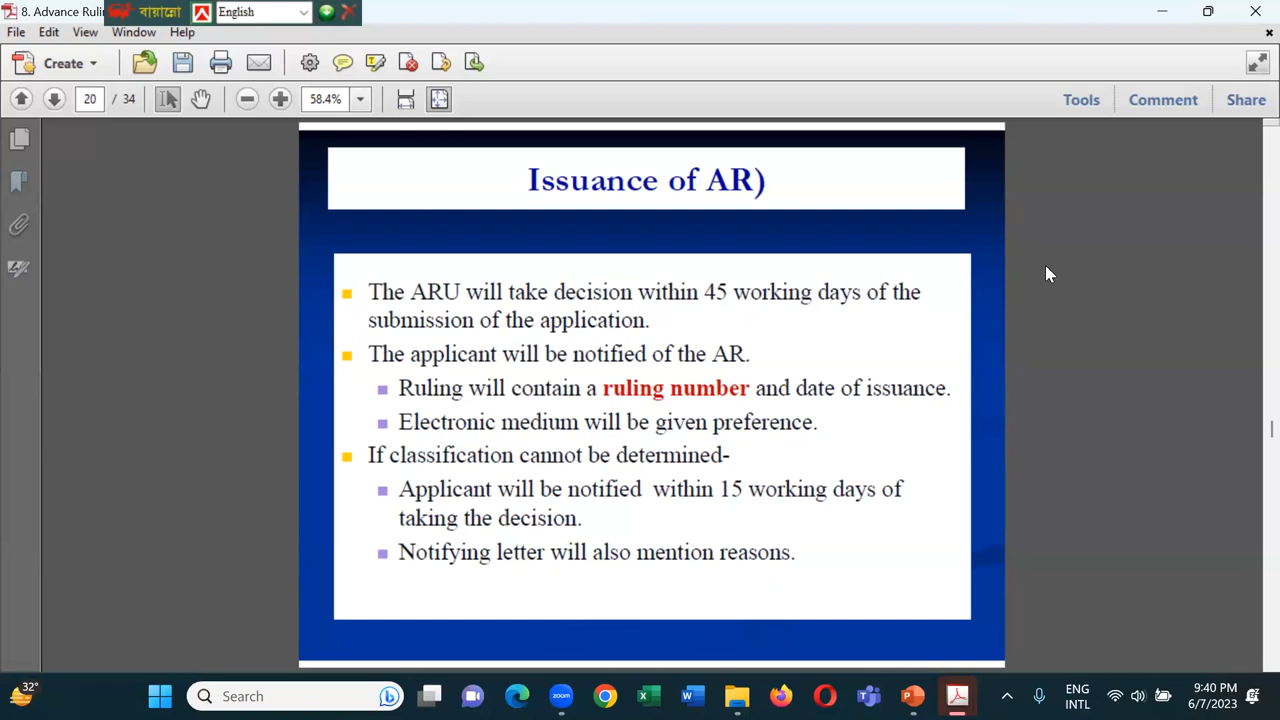 8. Advance Rulin
বায়ান্নো
English
File Edit View Window Help
Create
20 / 34
58.4%
Tools Comment Share
Issuance of AR)
The ARU will take decision within 45 working days of the
submission of the application.
The applicant will be notified of the AR.
Ruling will contain a ruling number and date of issuance.
Electronic medium will be given preference.
If classification cannot be determined-
Applicant will be notified within 15 working days of
taking the decision.
Notifying letter will also mention reasons.
32°
Search
zoom
ENG
INTL
9:40 PM
6/7/2023